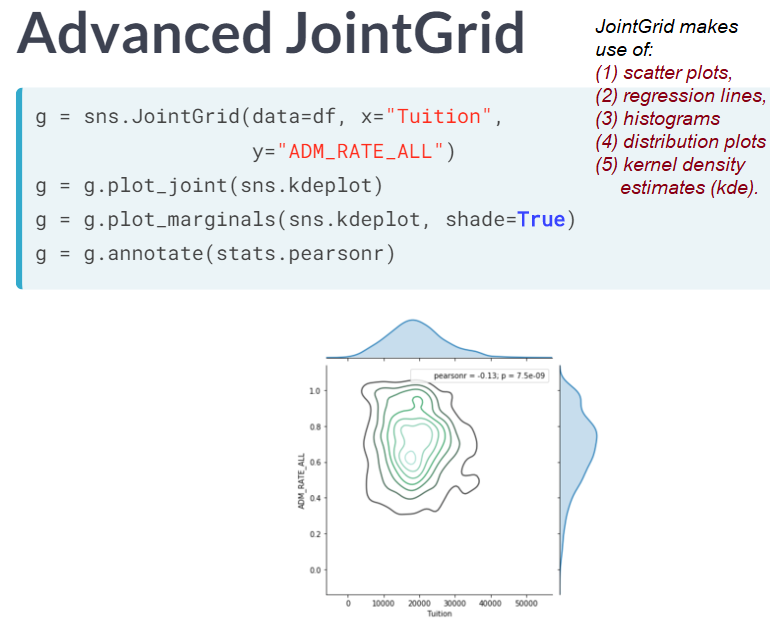 Advanced JointGrid
JointGrid makes
use of:
(1) scatter plots,
(2) regression lines,
(3) histograms
(4) distribution plots
(5) kernel density
estimates (kde).
g = sns.JointGrid(data=df, x="Tuition",
y="ADM_RATE_ALL")
g = g.plot_joint(sns.kdeplot)
g = g.plot_marginals(sns.kdeplot, shade=True)
g = g.annotate(stats.pearsonr)
pearsonr = -0.13; p = 7.5e-09
1.0
0.8
0.6
0.4
0.2
0.0
ADM_RATE_ALL
0 10000 20000 30000 40000 50000
Tuition